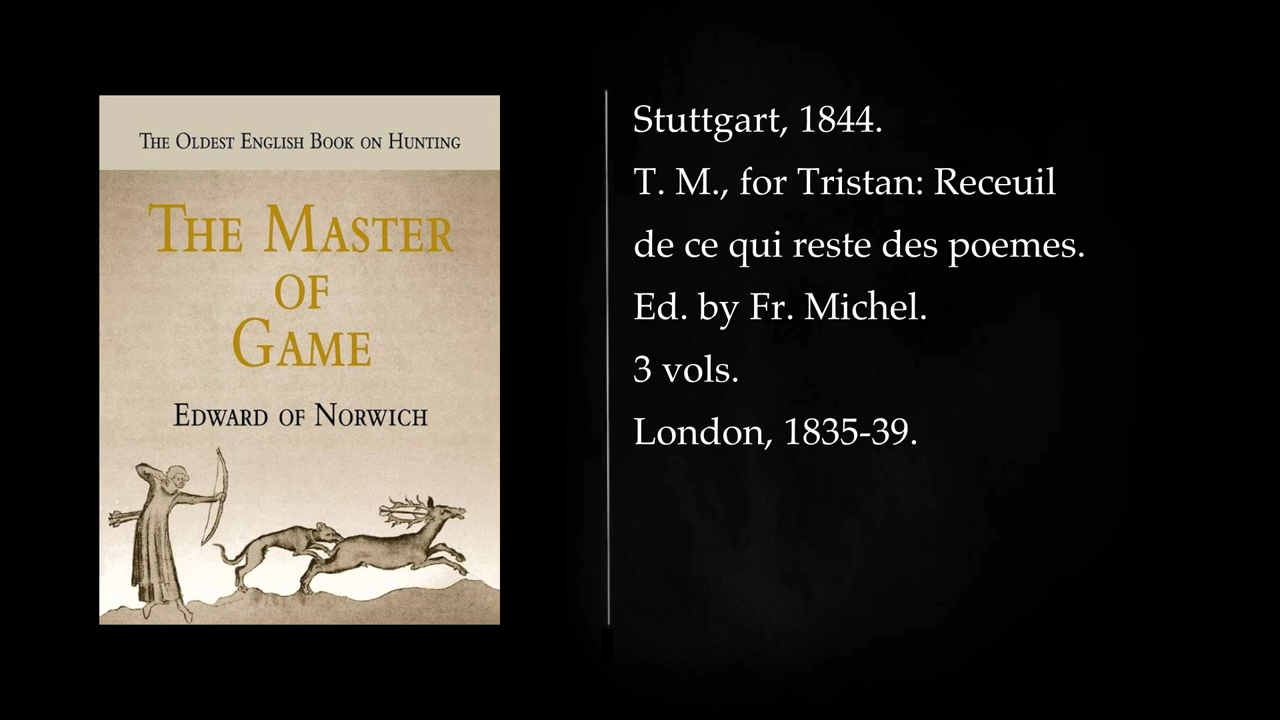 THE OLDEST ENGLISH BOOK ON HUNTING
THE MASTER
OF
GAME
EDWARD OF NORWICH
Stuttgart, 1844.
T. M., for Tristan: Receuil
de ce qui reste des poemes.
Ed. by Fr. Michel.
3 vols.
London, 1835-39.